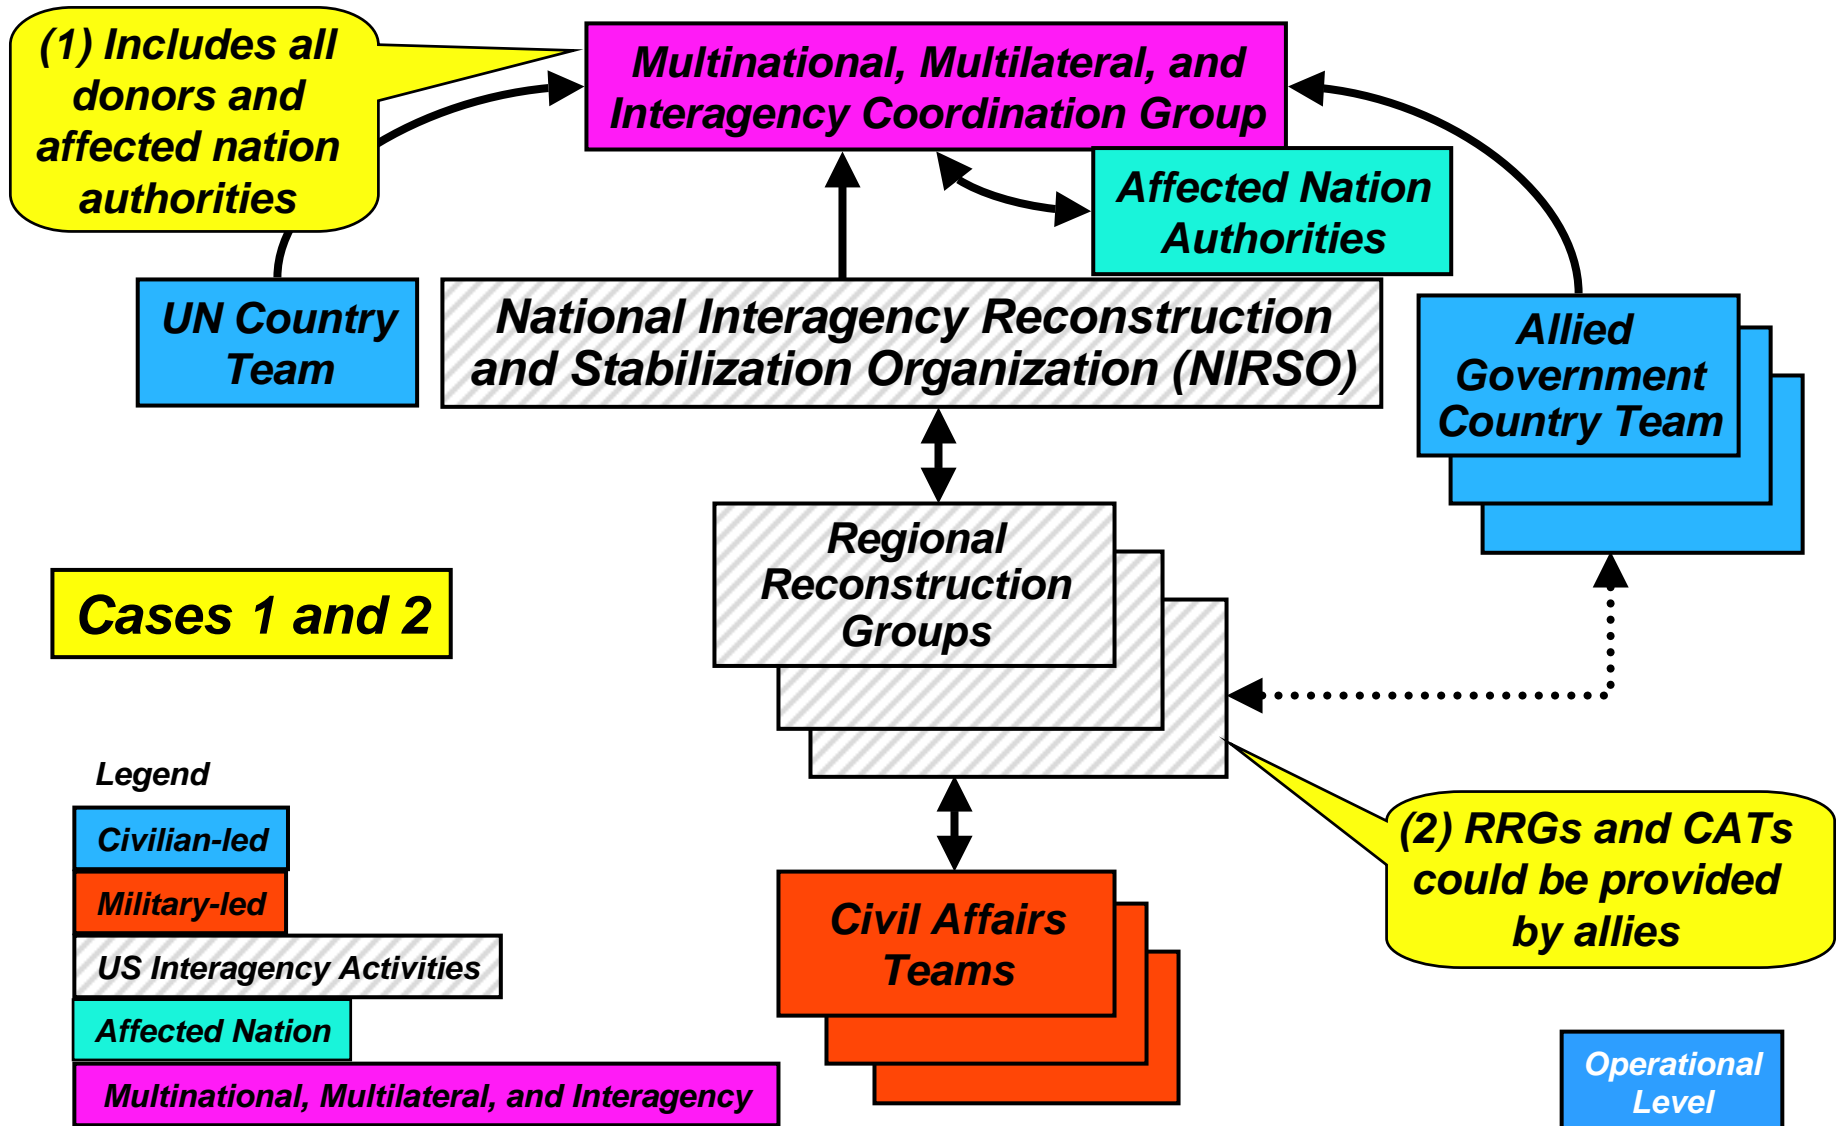 (1) Includes all
donors and
affected nation
authorities
Multinational, Multilateral, and
Interagency Coordination Group
Affected Nation
Authorities
UN Country
Team
National Interagency Reconstruction
and Stabilization Organization (NIRSO)
Allied
Government
Country Team
Regional
Reconstruction
Groups
Cases 1 and 2
(2) RRGs and CATs
could be provided
by allies
Civil Affairs
Teams
Legend
Civilian-led
Military-led
US Interagency Activities
Affected Nation
Multinational, Multilateral, and Interagency
Operational
Level